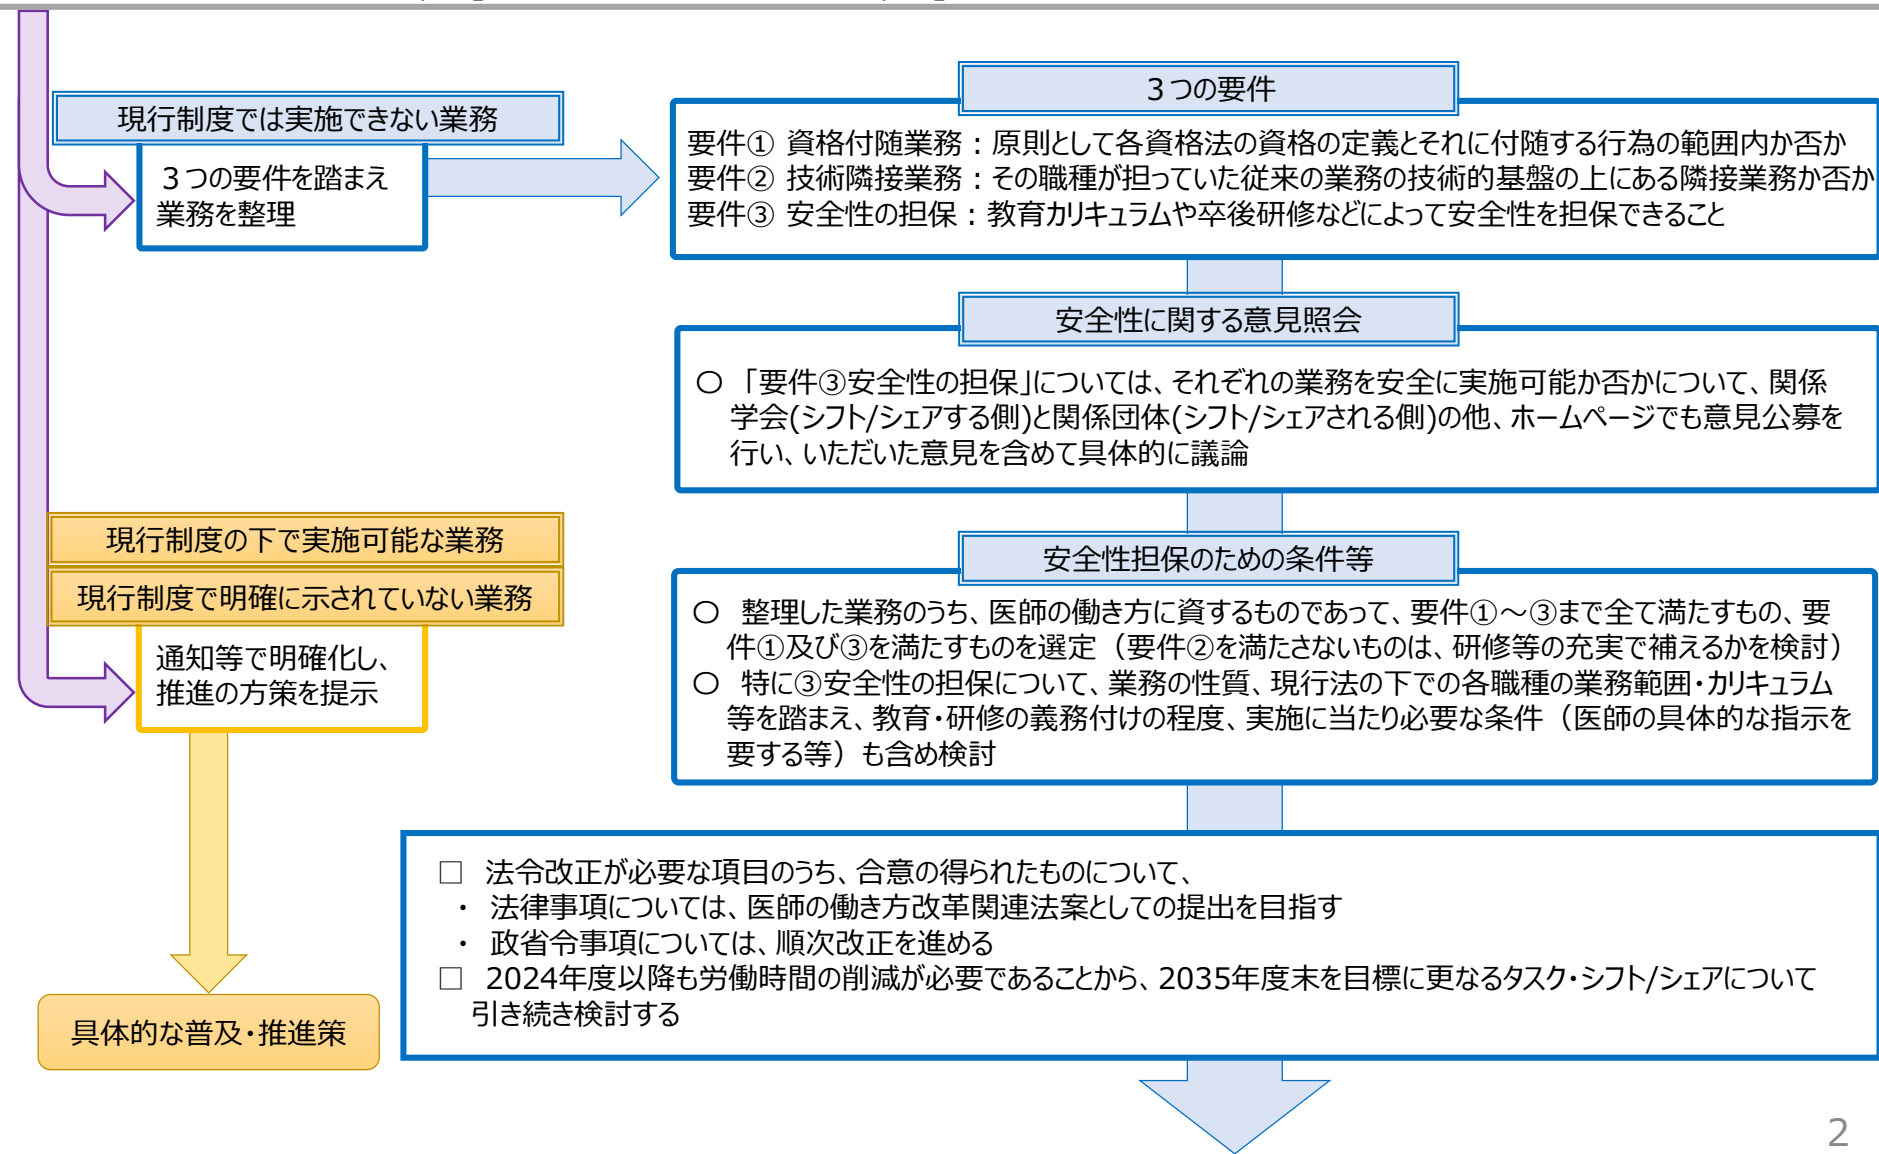 現行制度では実施できない業務
３つの要件を踏まえ
業務を整理
３つの要件
要件① 資格付随業務：原則として各資格法の資格の定義とそれに付随する行為の範囲内か否か
要件② 技術隣接業務：その職種が担っていた従来の業務の技術的基盤の上にある隣接業務か否か
要件③ 安全性の担保：教育カリキュラムや卒後研修などによって安全性を担保できること
安全性に関する意見照会
○ 「要件③安全性の担保」については、それぞれの業務を安全に実施可能か否かについて、関係
学会(シフト/シェアする側)と関係団体(シフト/シェアされる側)の他、ホームページでも意見公募を
行い、いただいた意見を含めて具体的に議論
現行制度の下で実施可能な業務
現行制度で明確に示されていない業務
通知等で明確化し、
推進の方策を提示
安全性担保のための条件等
○ 整理した業務のうち、医師の働き方に資するものであって、要件①～③まで全て満たすもの、要
件①及び③を満たすものを選定（要件②を満たさないものは、研修等の充実で補えるかを検討）
○ 特に③安全性の担保について、業務の性質、現行法の下での各職種の業務範囲・カリキュラム
等を踏まえ、教育・研修の義務付けの程度、実施に当たり必要な条件（医師の具体的な指示を
要する等）も含め検討
□ 法令改正が必要な項目のうち、合意の得られたものについて、
・ 法律事項については、医師の働き方改革関連法案としての提出を目指す
・ 政省令事項については、順次改正を進める
□ 2024年度以降も労働時間の削減が必要であることから、2035年度末を目標に更なるタスク・シフト/シェアについて
引き続き検討する
具体的な普及・推進策
2